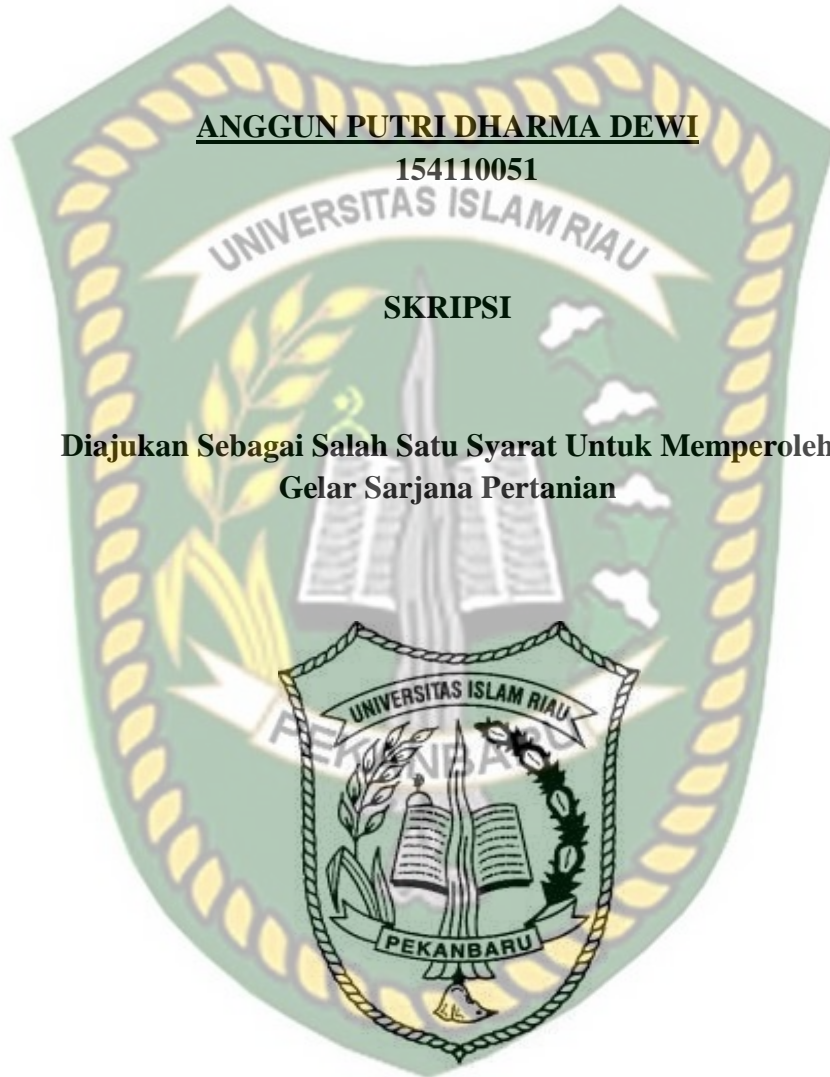 ANGGUN PUTRI DHARMA DEWI
154110051
UNIVERSITAS ISLAM RIAU
SKRIPSI
Diajukan Sebagai Salah Satu Syarat Untuk Memperoleh
Gelar Sarjana Pertanian
UNIVERSITAS ISLAM RIAU
PEKANBARU
PEKANBARU